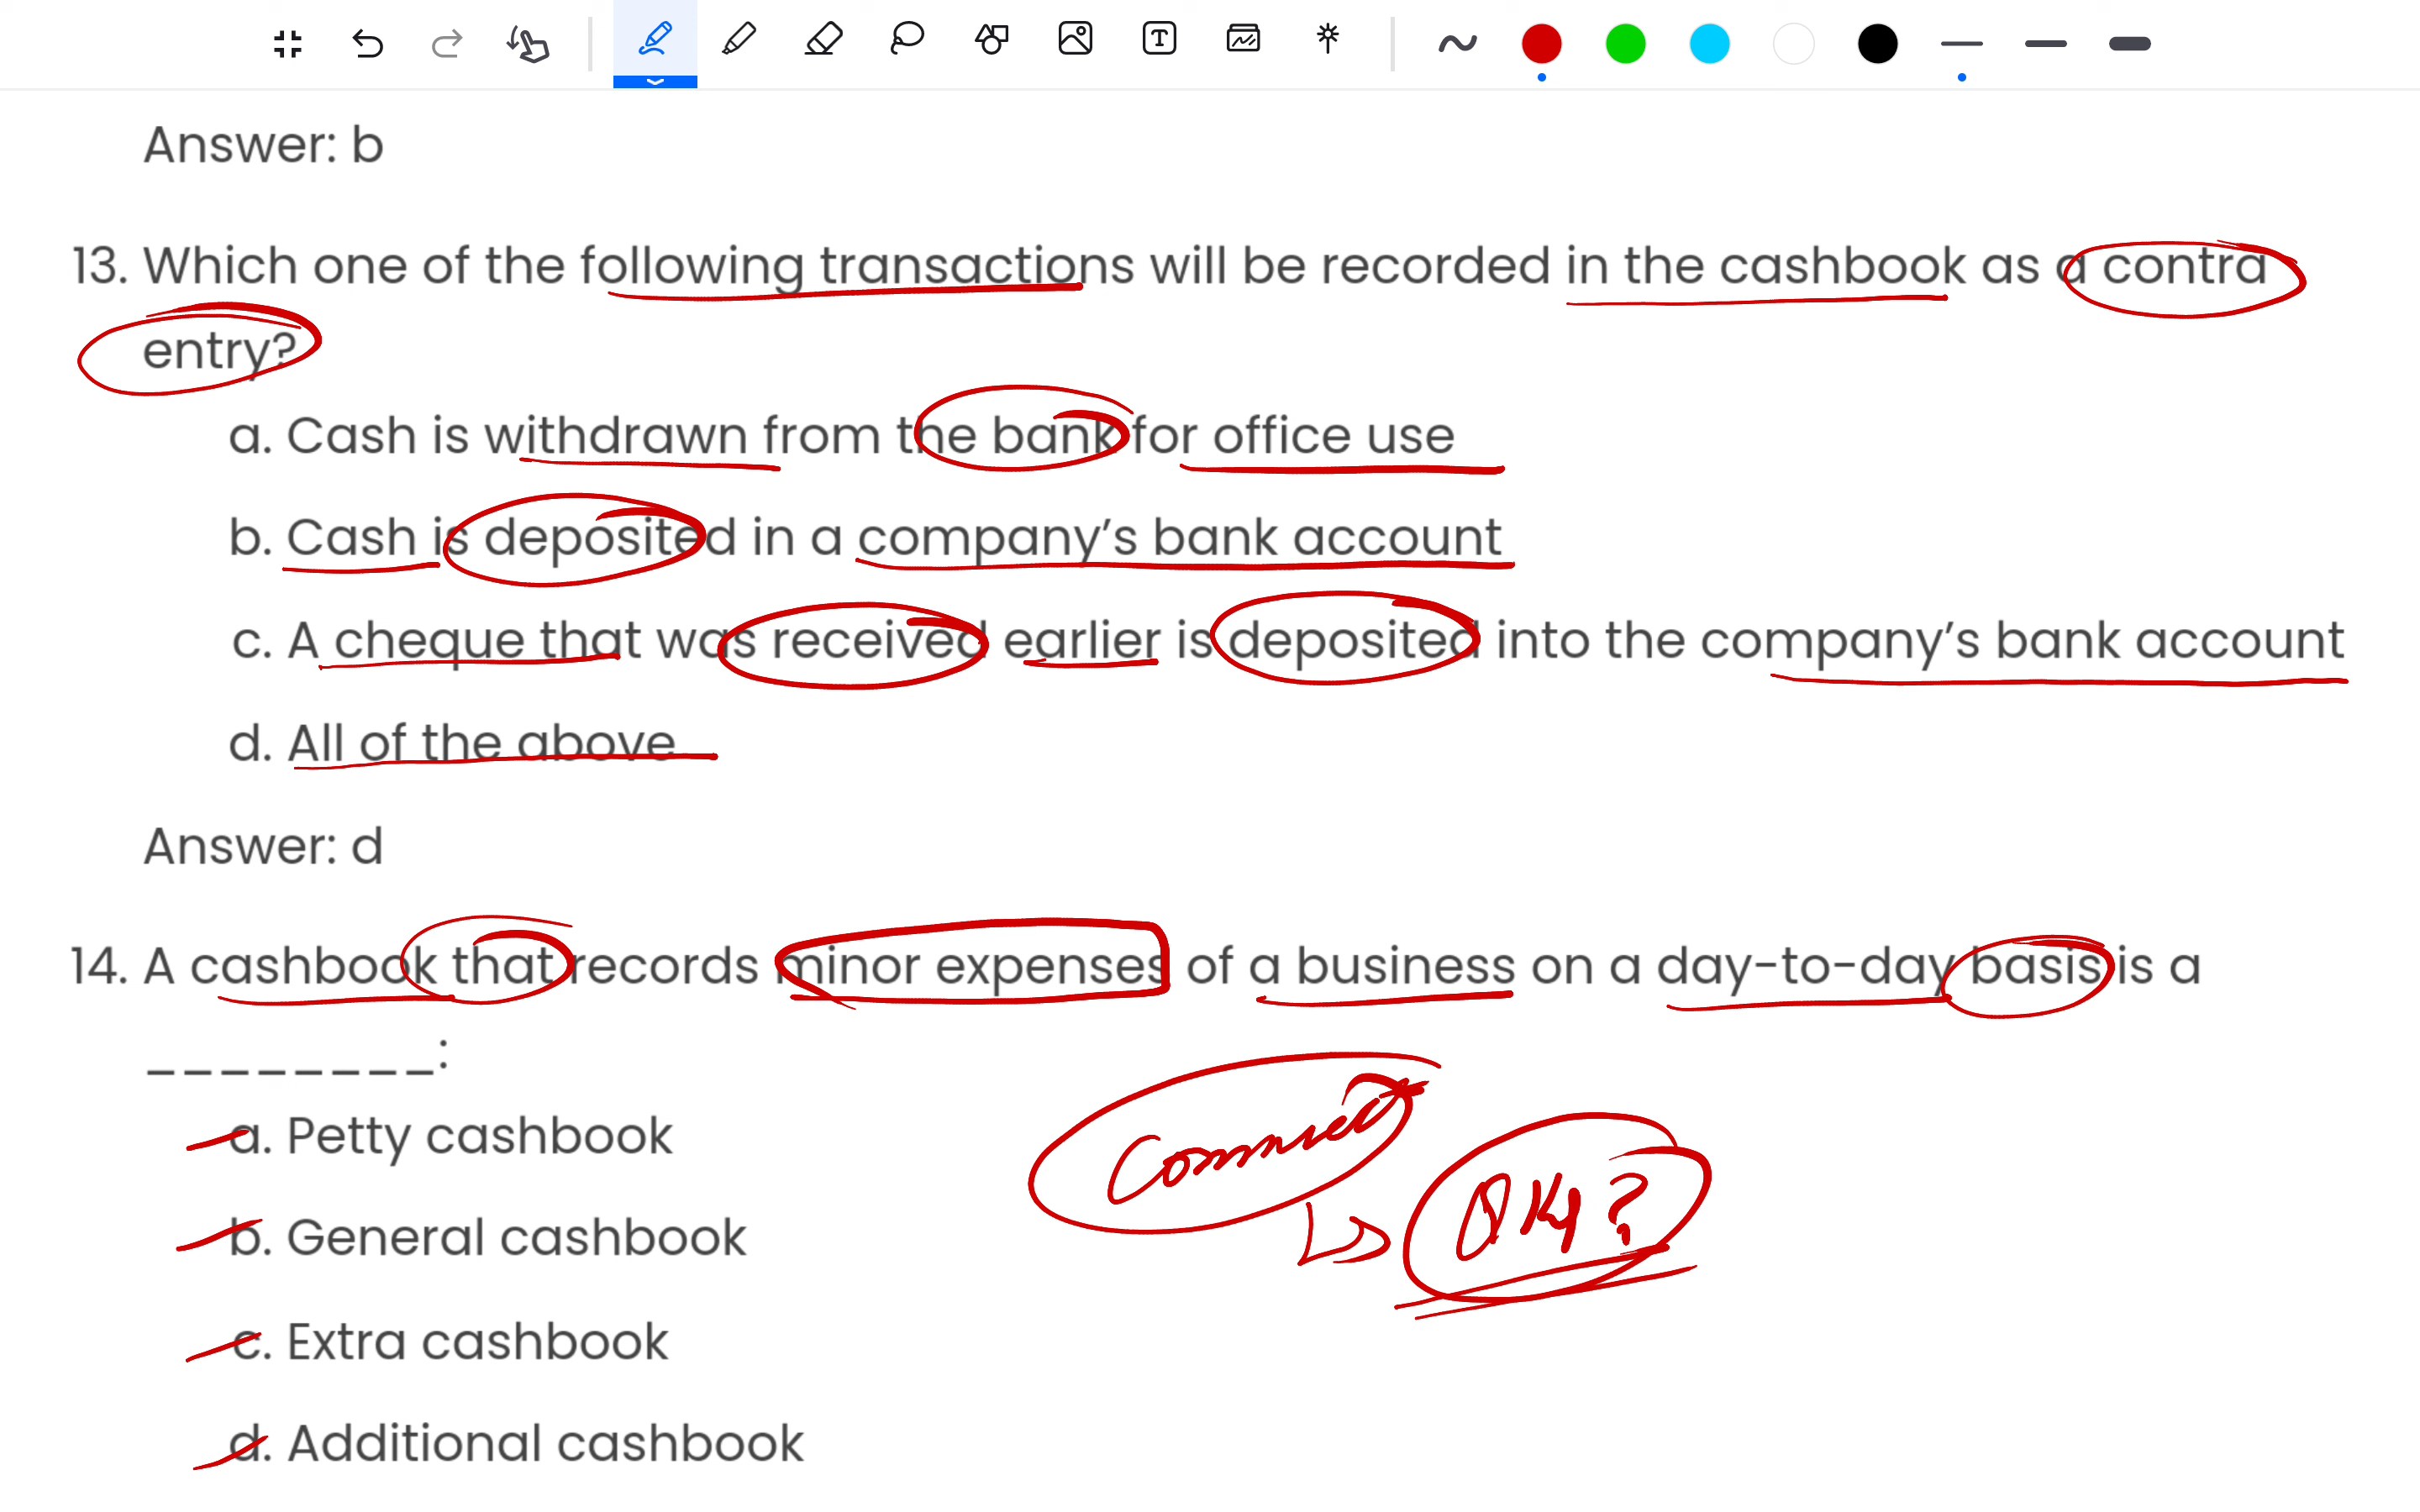 Answer: b
13. Which one of the following transactions will be recorded in the cashbook as a contra
entry?
a. Cash is withdrawn from the bank for office use
b. Cash is deposited in a company’s bank account
c. A cheque that was received earlier is deposited into the company’s bank account
d. All of the above
Answer: d
14. A cashbook that records minor expenses of a business on a day-to-day basis is a
________:
a. Petty cashbook
b. General cashbook
c. Extra cashbook
d. Additional cashbook